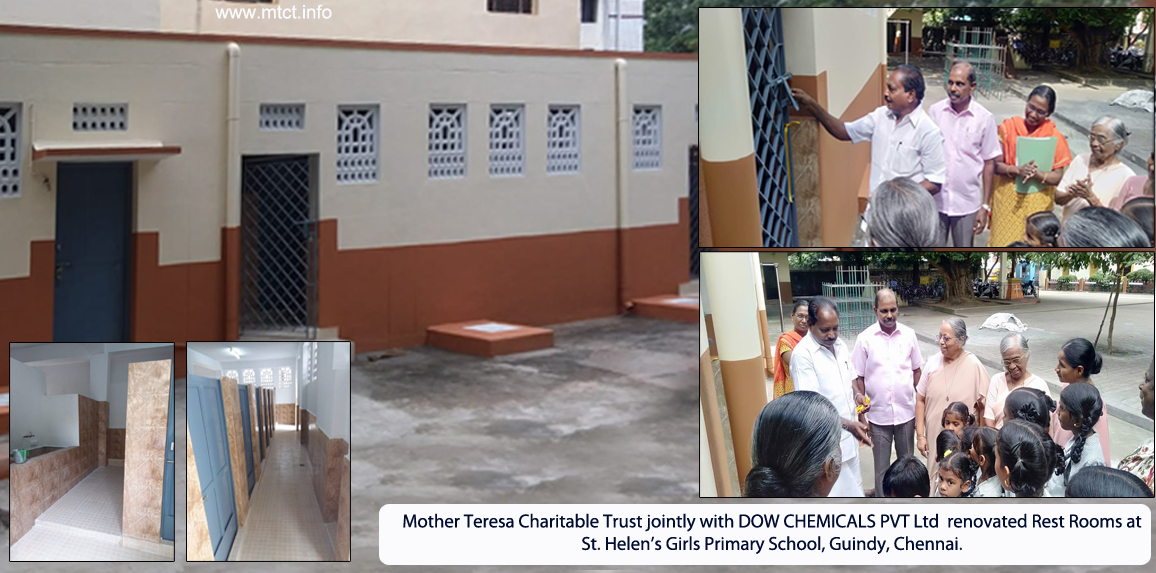 www.mtct.info
Mother Teresa Charitable Trust jointly with DOW CHEMICALS PVT Ltd renovated Rest Rooms at
St. Helen's Girls Primary School, Guindy, Chennai.